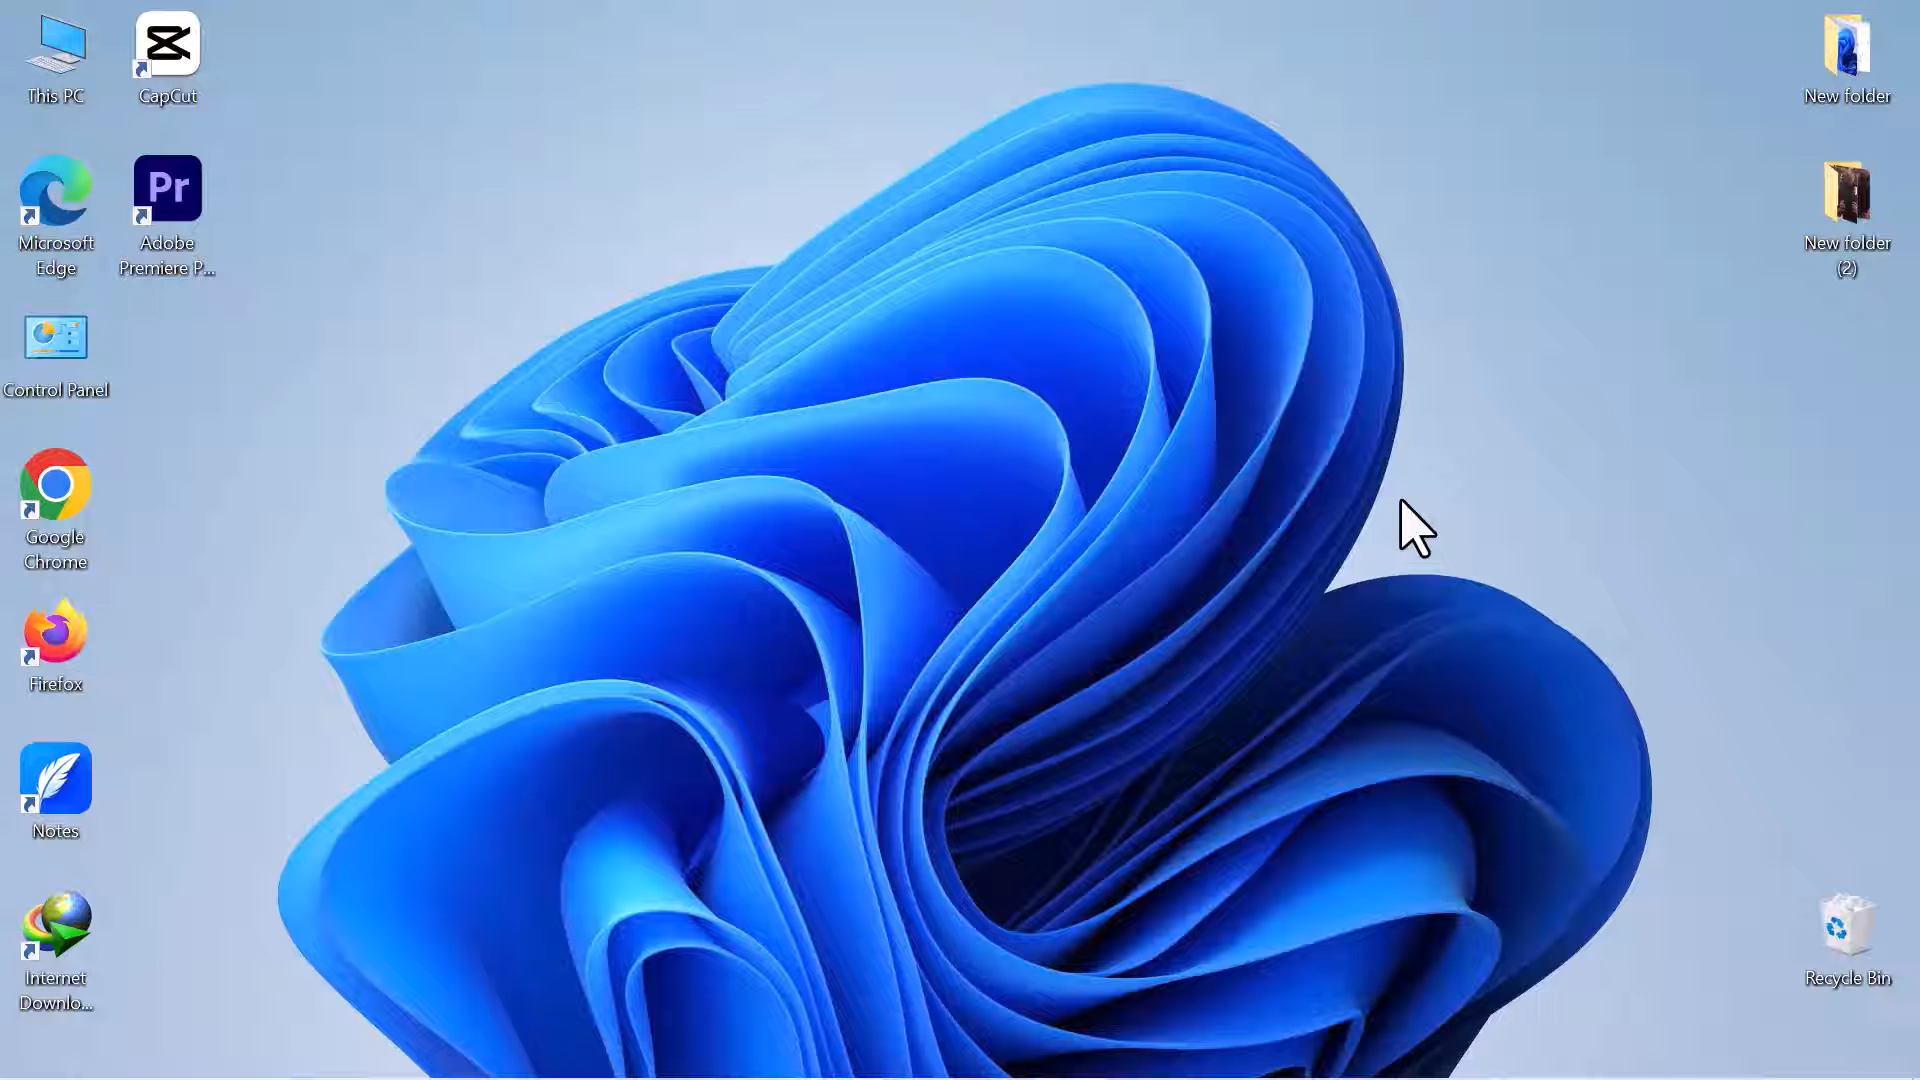 This PC
CapCut
New folder
Microsoft
Edge
Pr
Adobe
Premiere P...
New folder
(2)
Control Panel
Google
Chrome
Firefox
Notes
Internet
Downlo...
Recycle Bin